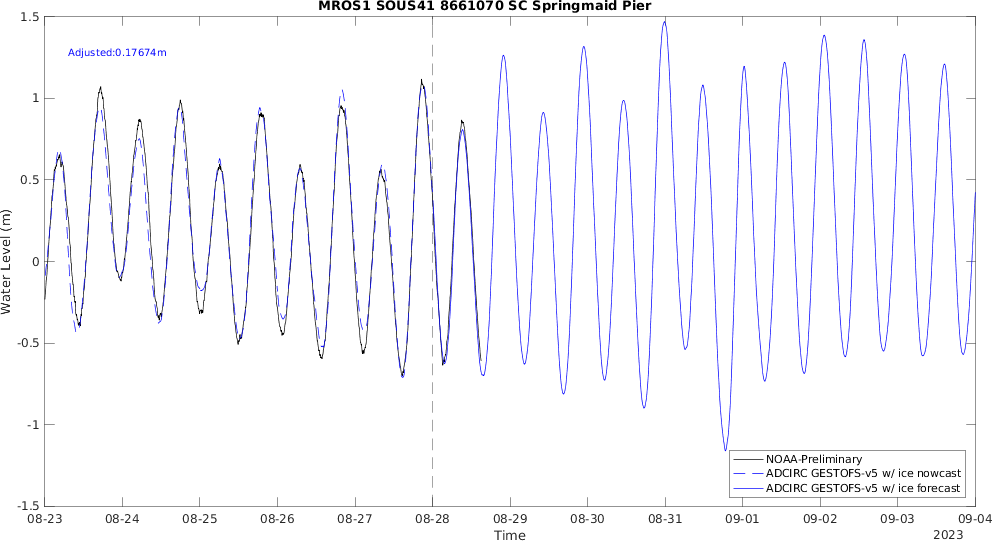 MROS1 SOUS41 8661070 SC Springmaid Pier
Adjusted:0.17674m
Water Level (m)
1.5
1
0.5
0
-0.5
-1
-1.5
NOAA-Preliminary
ADCIRC GESTOFS-v5 w/ ice nowcast
ADCIRC GESTOFS-v5 w/ ice forecast
08-23 08-24 08-25 08-26 08-27 08-28 08-29 08-30 08-31 09-01 09-02 09-03 09-04
Time
2023